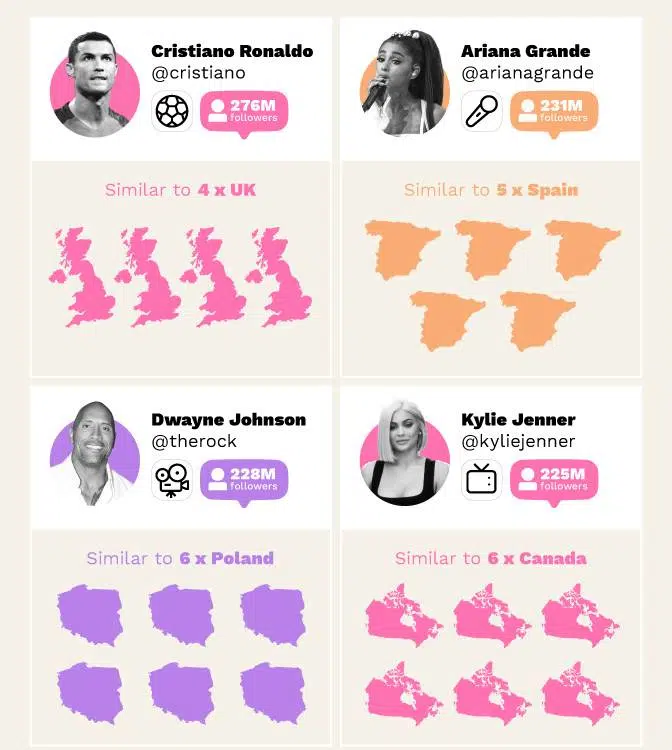 Cristiano Ronaldo
@cristiano
276M
followers
Similar to 4 x UK
Ariana Grande
@arianagrande
231M
followers
Similar to 5 x Spain
Dwayne Johnson
@therock
228M
followers
Similar to 6 x Poland
Kylie Jenner
@kyliejenner
225M
followers
Similar to 6 x Canada